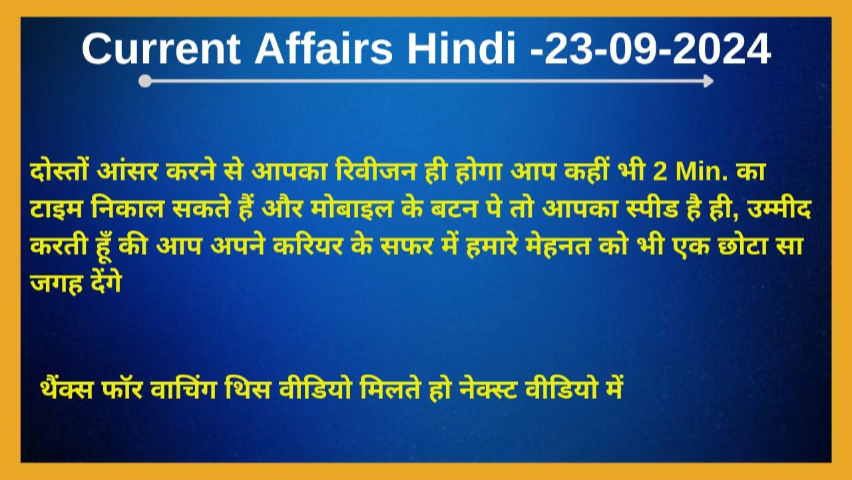 Current Affairs Hindi -23-09-2024
दोस्तों आंसर करने से आपका रिवीजन ही होगा आप कहीं भी 2 Min. का
टाइम निकाल सकते हैं और मोबाइल के बटन पे तो आपका स्पीड है ही, उम्मीद
करती हूँ की आप अपने करियर के सफर में हमारे मेहनत को भी एक छोटा सा
जगह देंगे
थैंक्स फॉर वाचिंग थिस वीडियो मिलते हो नेक्स्ट वीडियो में